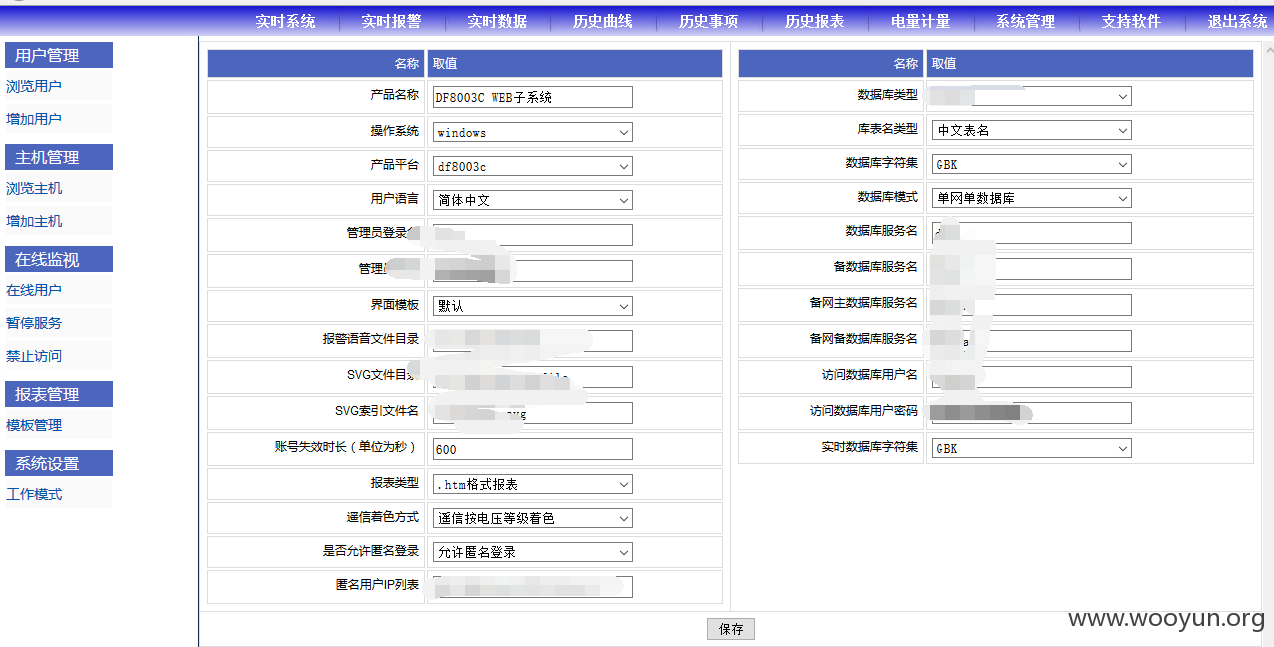 实时系统 实时报警 实时数据 历史曲线 历史事项 历史报表 电量计量 系统管理 支持软件 退出系统
用户管理
浏览用户
增加用户
主机管理
浏览主机
增加主机
在线监视
在线用户
暂停服务
禁止访问
报表管理
模板管理
系统设置
工作模式
名称 取值
产品名称 DF8003C WEB子系统
操作系统 windows
产品平台 df8003c
用户语言 简体中文
管理员登录
管理
界面模板 默认
报警语音文件目录
SVG文件目录
SVG索引文件名
账号失效时长（单位为秒） 600
报表类型 .htm格式报表
遥信着色方式 遥信按电压等级着色
是否允许匿名登录 允许匿名登录
匿名用户IP列表
名称 取值
数据库类型
库表名类型 中文表名
数据库字符集 GBK
数据库模式 单网单数据库
数据库服务名
备数据库服务名
备网主数据库服务名
备网备数据库服务名
访问数据库用户名
访问数据库用户密码
实时数据库字符集 GBK
保存
www.wooyun.org